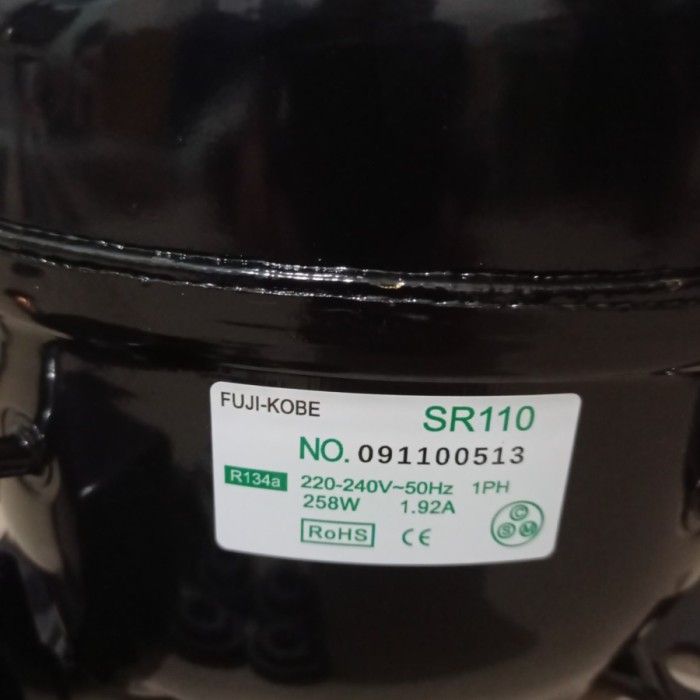 FUJI-KOBE SR110
NO. 091100513
R134a 220-240V~50Hz 1PH
258W 1.92A
RoHS CE
C
S M